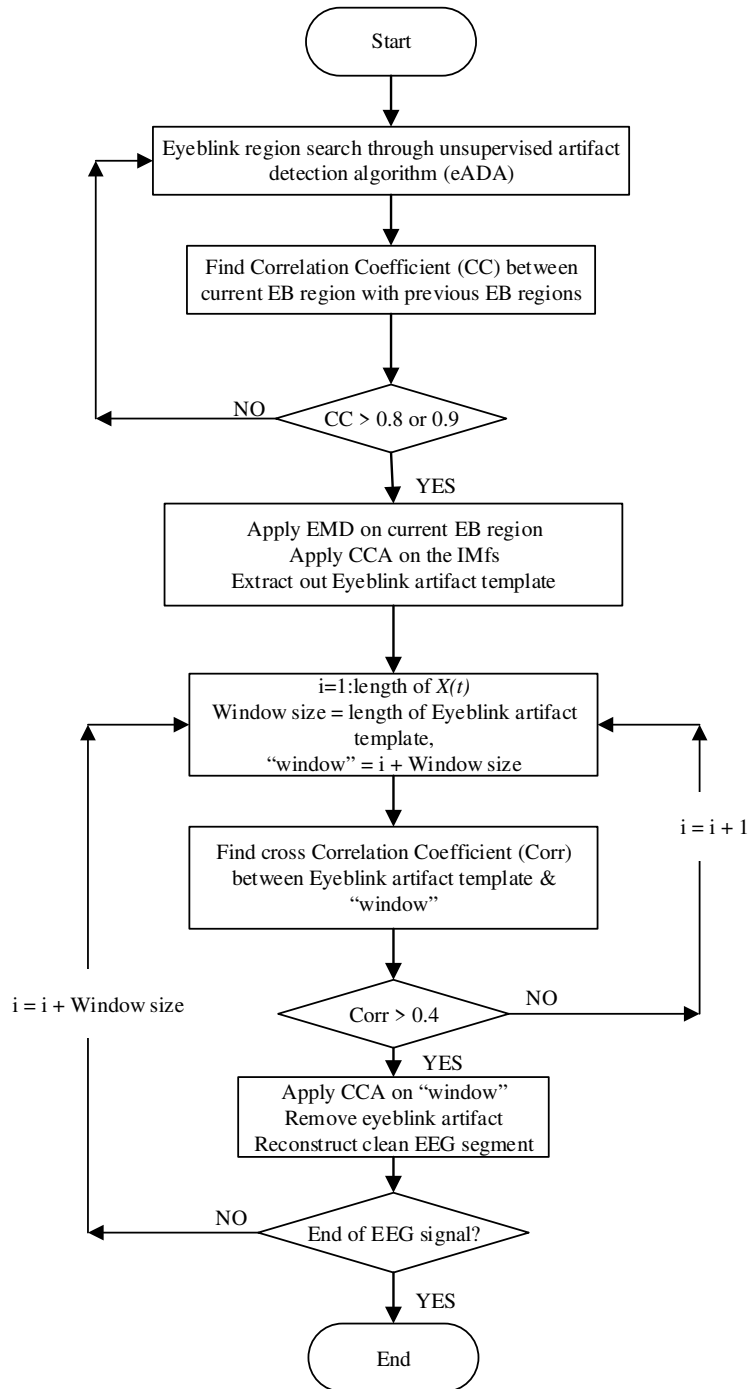 Start
Eyeblink region search through unsupervised artifact
detection algorithm (eADA)
Find Correlation Coefficient (CC) between
current EB region with previous EB regions
NO
CC > 0.8 or 0.9
YES
Apply EMD on current EB region
Apply CCA on the IMfs
Extract out Eyeblink artifact template
i=1:length of X(t)
Window size = length of Eyeblink artifact
template,
“window” = i + Window size
i = i + 1
Find cross Correlation Coefficient (Corr)
between Eyeblink artifact template &
“window”
i = i + Window size
Corr > 0.4
NO
YES
Apply CCA on “window”
Remove eyeblink artifact
Reconstruct clean EEG segment
NO
End of EEG signal?
YES
End